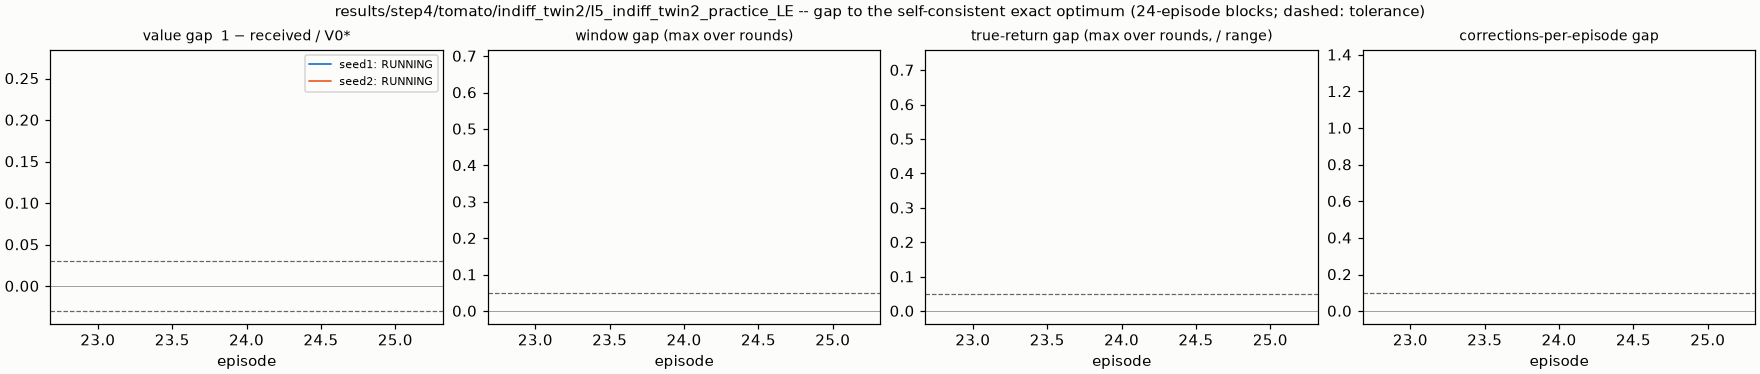 results/step4/tomato/indiff_twin2/I5_indiff_twin2_practice_LE -- gap to the self-consistent exact optimum (24-episode blocks; dashed: tolerance)
value gap 1 − received / V0*
window gap (max over rounds)
true-return gap (max over rounds, / range)
corrections-per-episode gap
seed1: RUNNING
seed2: RUNNING
0.25
0.20
0.15
0.10
0.05
0.00
23.0 23.5 24.0 24.5 25.0
episode
0.7
0.6
0.5
0.4
0.3
0.2
0.1
0.0
23.0 23.5 24.0 24.5 25.0
episode
0.7
0.6
0.5
0.4
0.3
0.2
0.1
0.0
23.0 23.5 24.0 24.5 25.0
episode
1.4
1.2
1.0
0.8
0.6
0.4
0.2
0.0
23.0 23.5 24.0 24.5 25.0
episode